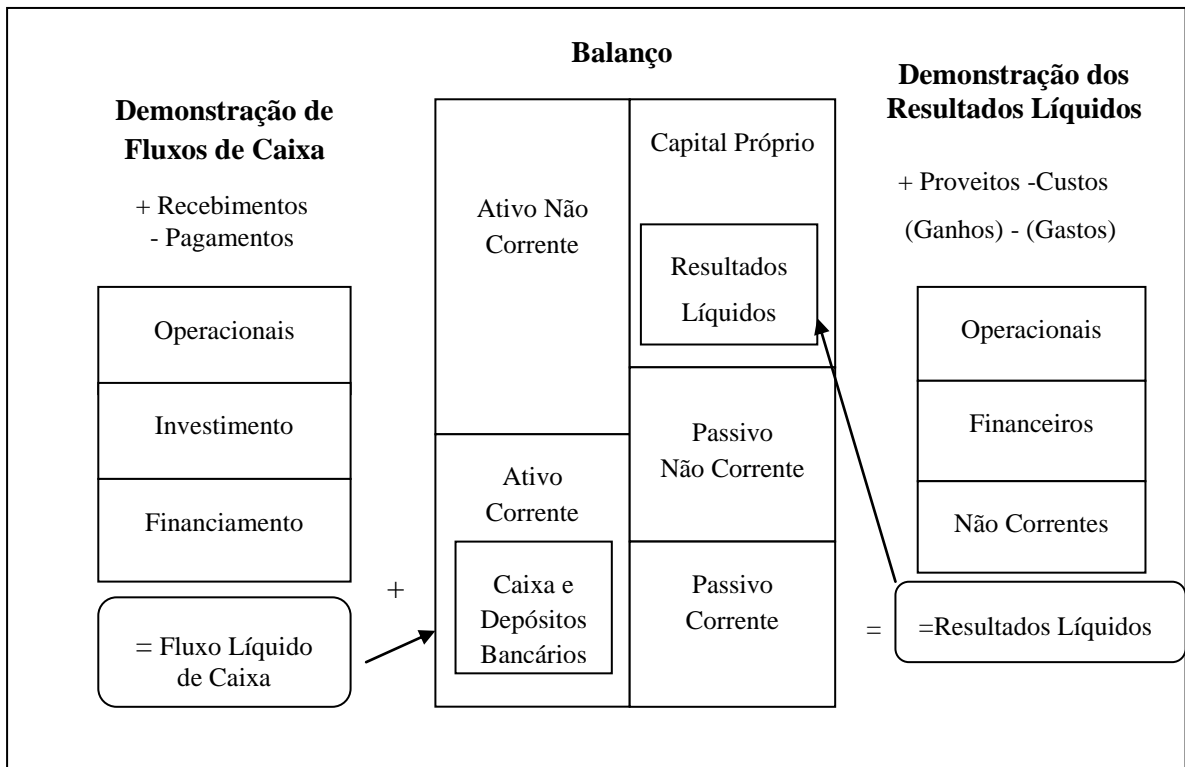 Balanço
Demonstração de
Fluxos de Caixa
+ Recebimentos
- Pagamentos
Operacionais
Investimento
Financiamento
= Fluxo Líquido
de Caixa
+
Ativo Não
Corrente
Ativo
Corrente
Caixa e
Depósitos
Bancários
Capital Próprio
Resultados
Líquidos
Passivo
Não Corrente
Passivo
Corrente
=
Demonstração dos
Resultados Líquidos
+ Proveitos -Custos
(Ganhos) - (Gastos)
Operacionais
Financeiros
Não Correntes
=Resultados Líquidos